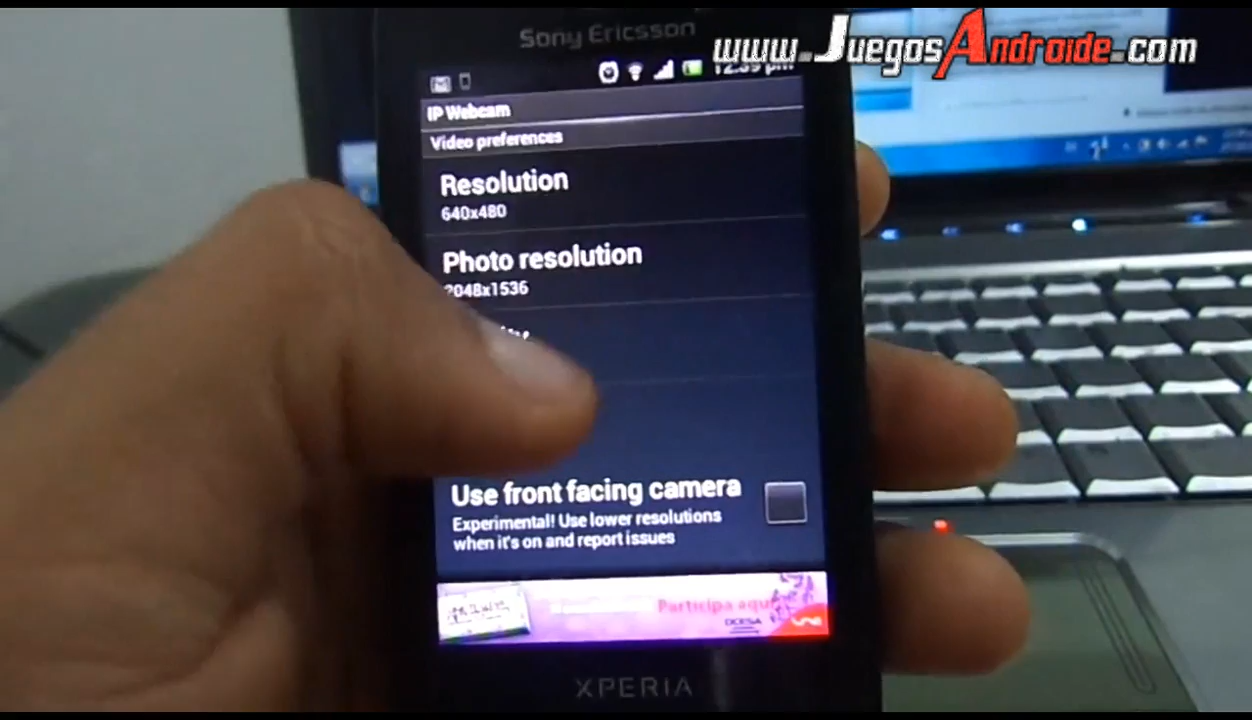 Sony Ericsson
www.JuegosAndroide.com
IP Webcam
Video preferences
Resolution
640x480
Photo resolution
2048x1536
Use front facing camera
Experimental! Use lower resolutions
when it's on and report issues
Participa aquí
OCESA
XPERIA